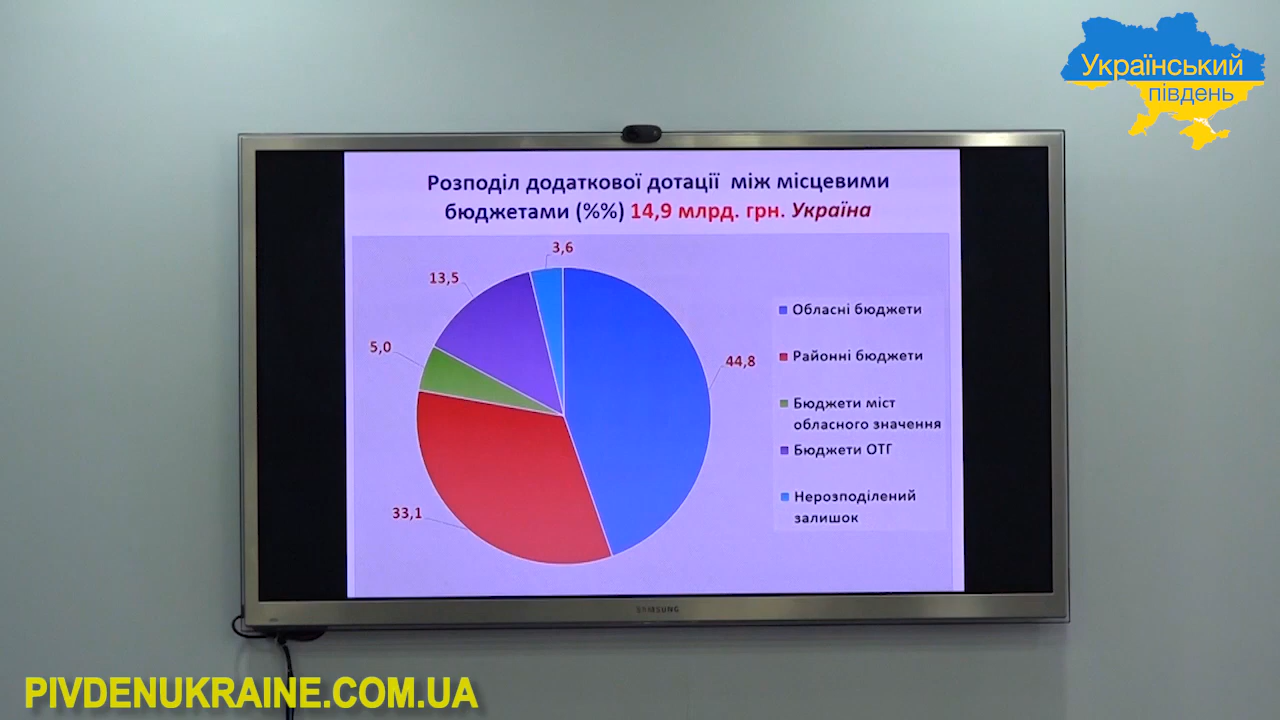 Український
південь
Розподіл додаткової дотації між місцевими
бюджетами (%%) 14,9 млрд. грн. Україна
3,6
13,5
5,0
44,8
33,1
Обласні бюджети
Районні бюджети
Бюджети міст
обласного значення
Бюджети ОТГ
Нерозподілений
залишок
SAMSUNG
PIVDENUKRAINE.COM.UA